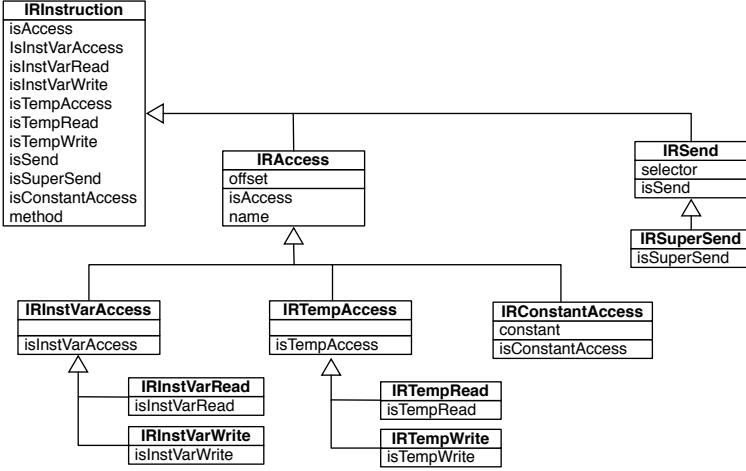 IRInstruction
isAccess
IsInstVarAccess
isInstVarRead
isInstVarWrite
isTempAccess
isTempRead
isTempWrite
isSend
isSuperSend
isConstantAccess
method
IRAccess
offset
isAccess
name
IRSend
selector
isSend
IRSuperSend
isSuperSend
IRInstVarAccess
isInstVarAccess
IRTempAccess
isTempAccess
IRConstantAccess
constant
isConstantAccess
IRInstVarRead
isInstVarRead
IRInstVarWrite
isInstVarWrite
IRTempRead
isTempRead
IRTempWrite
isTempWrite